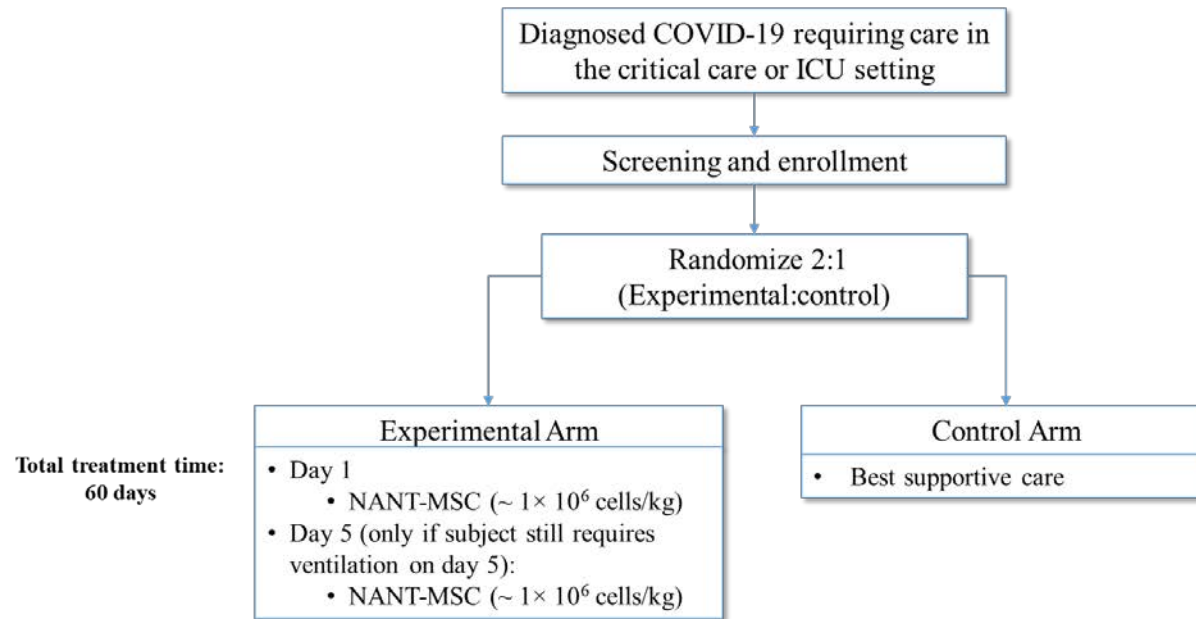 Diagnosed COVID-19 requiring care in
the critical care or ICU setting
Screening and enrollment
Randomize 2:1
(Experimental:control)
Total treatment time:
60 days
Experimental Arm
• Day 1
• NANT-MSC (~ 1× 10⁶ cells/kg)
• Day 5 (only if subject still requires
ventilation on day 5):
• NANT-MSC (~ 1× 10⁶ cells/kg)
Control Arm
• Best supportive care